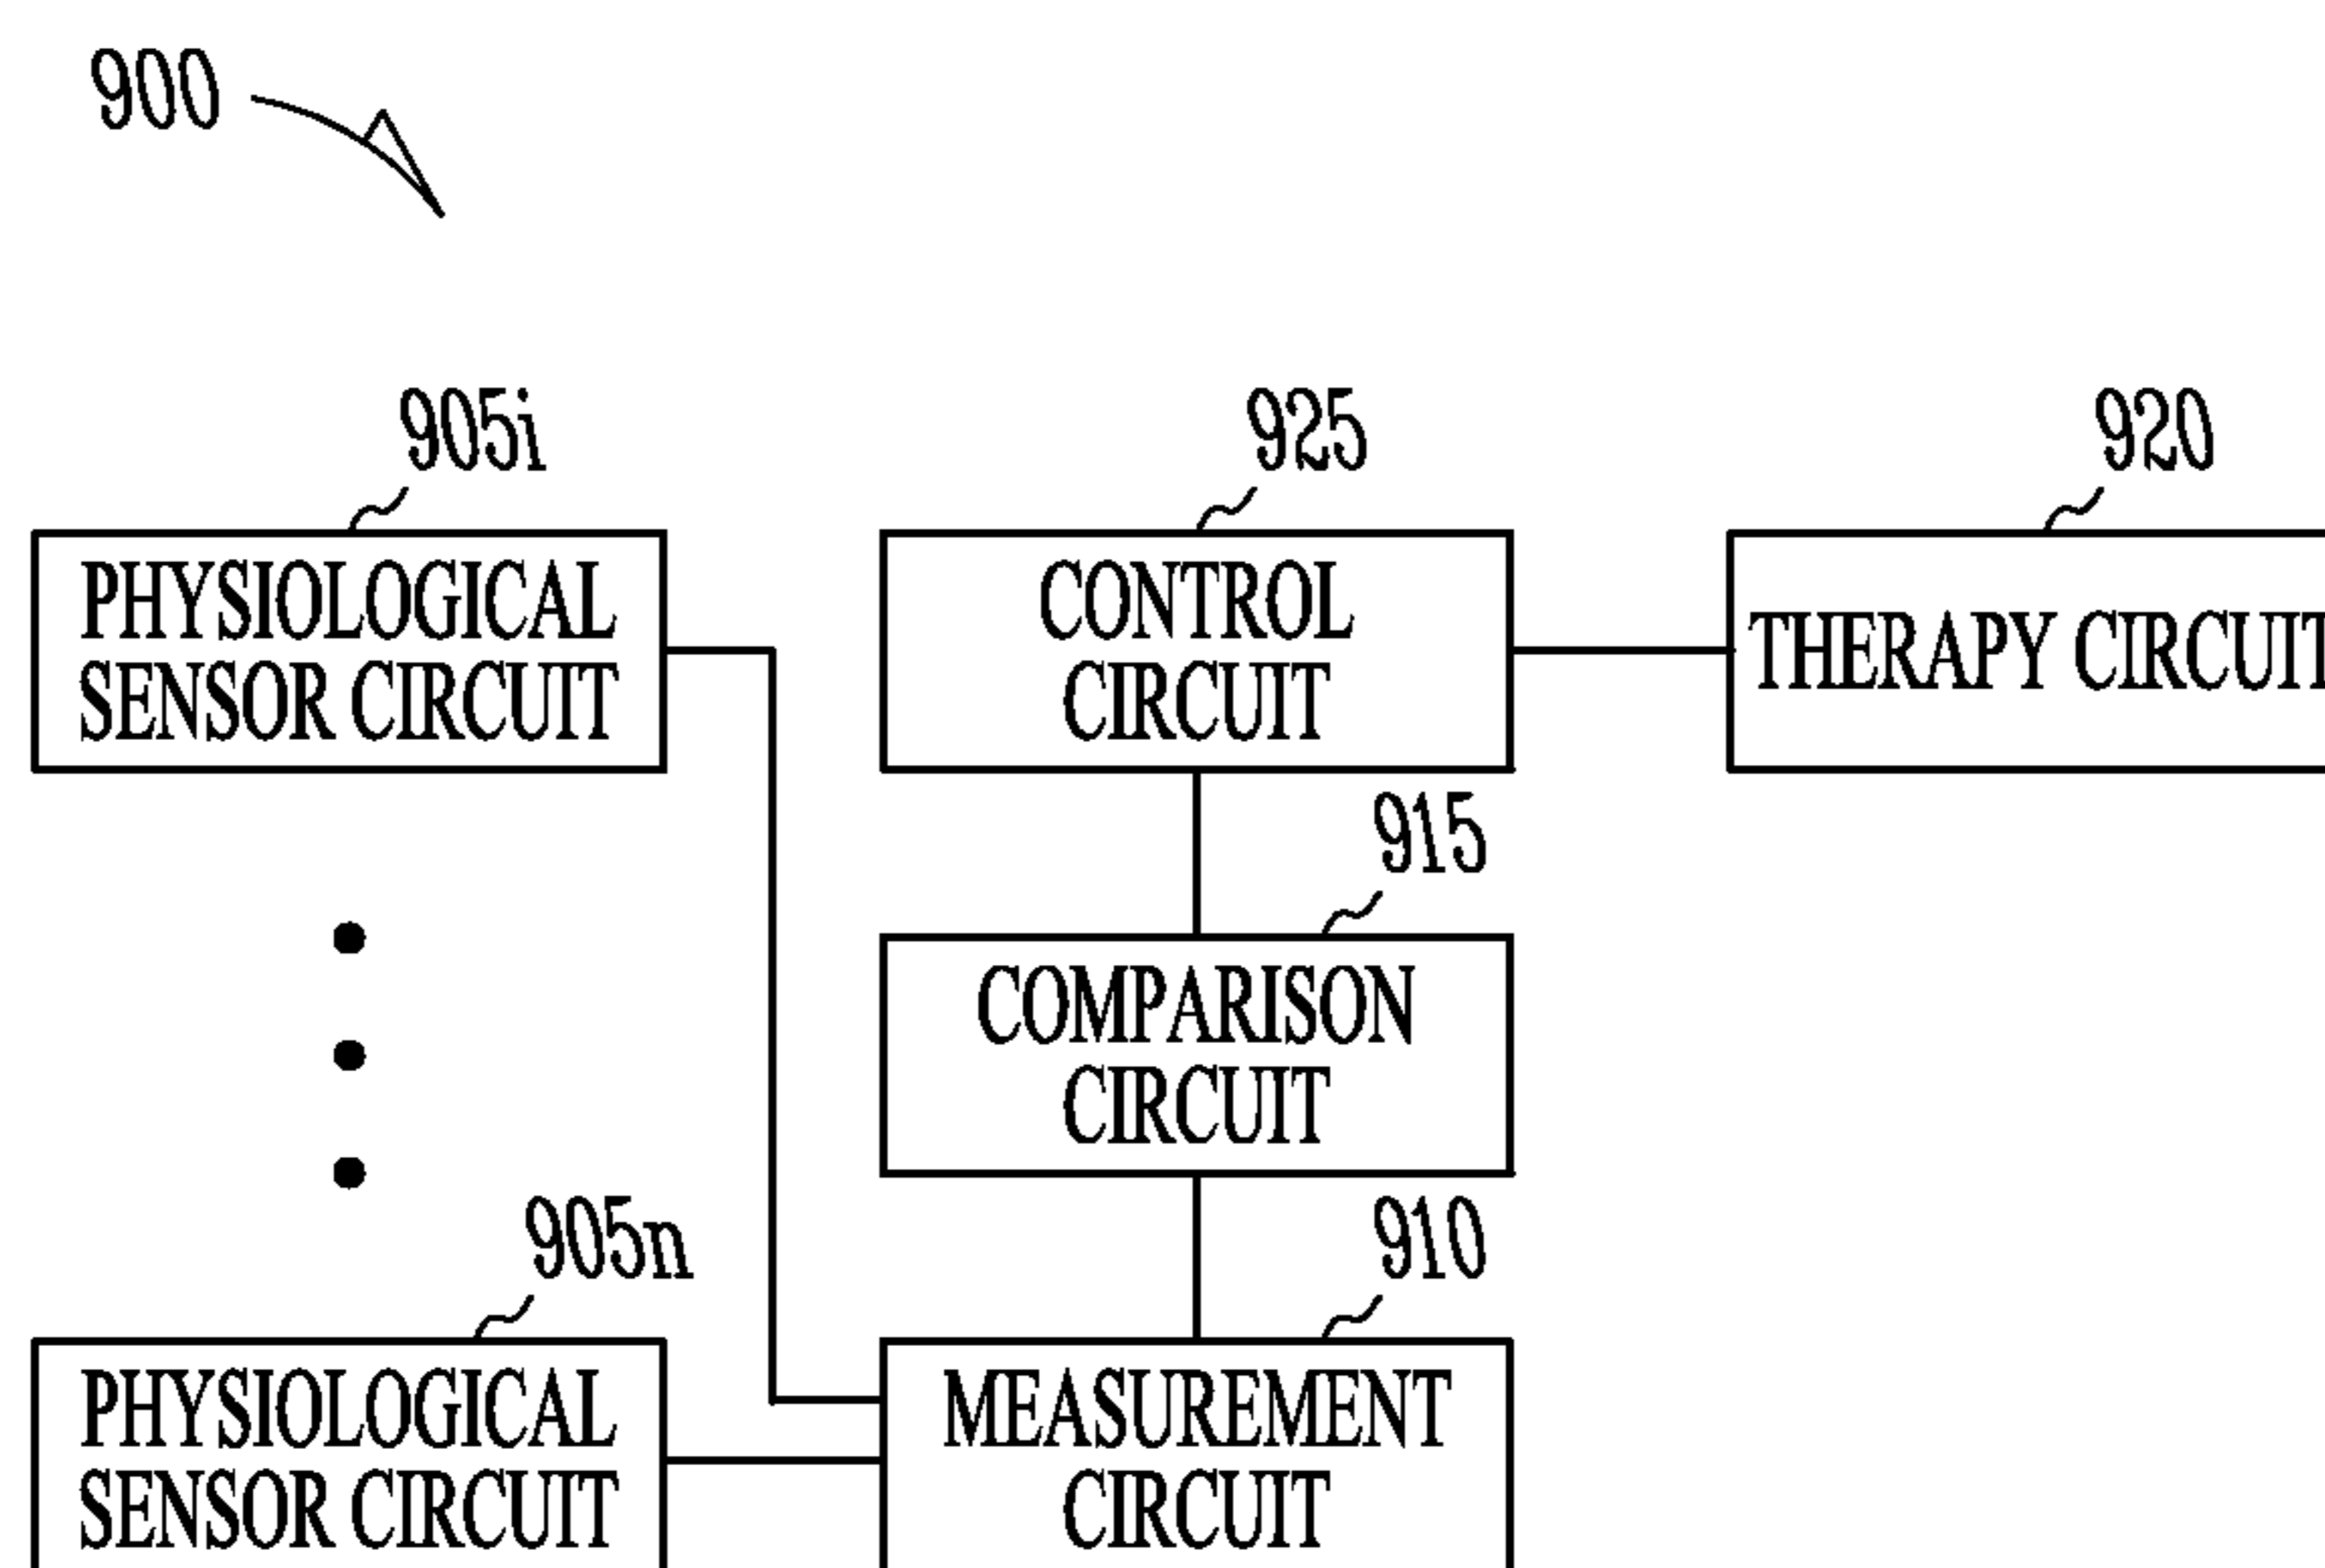 900
905i
925
920
PHYSIOLOGICAL
SENSOR CIRCUIT
CONTROL
CIRCUIT
THERAPY CIRCUIT
915
COMPARISON
CIRCUIT
905n
910
PHYSIOLOGICAL
SENSOR CIRCUIT
MEASUREMENT
CIRCUIT